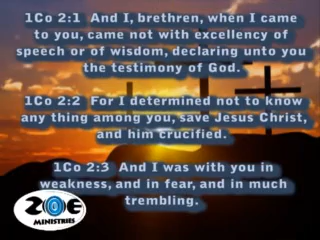 1Co 2:1  And I, brethren, when I came
to you, came not with excellency of
speech or of wisdom, declaring unto you
the testimony of God.
1Co 2:2  For I determined not to know
any thing among you, save Jesus Christ,
and him crucified.
1Co 2:3  And I was with you in
weakness, and in fear, and in much
trembling.
ZOE
MINISTRIES